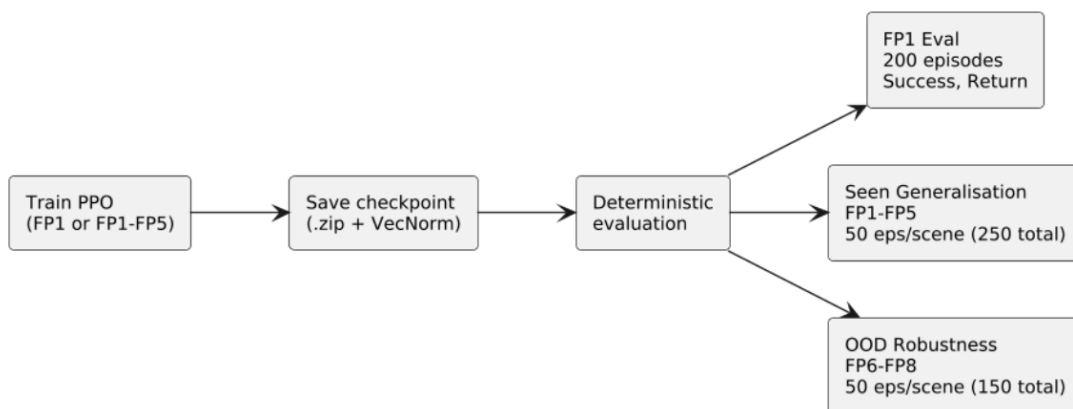 Train PPO
(FP1 or FP1-FP5)
Save checkpoint
(.zip + VecNorm)
Deterministic
evaluation
FP1 Eval
200 episodes
Success, Return
Seen Generalisation
FP1-FP5
50 eps/scene (250 total)
OOD Robustness
FP6-FP8
50 eps/scene (150 total)